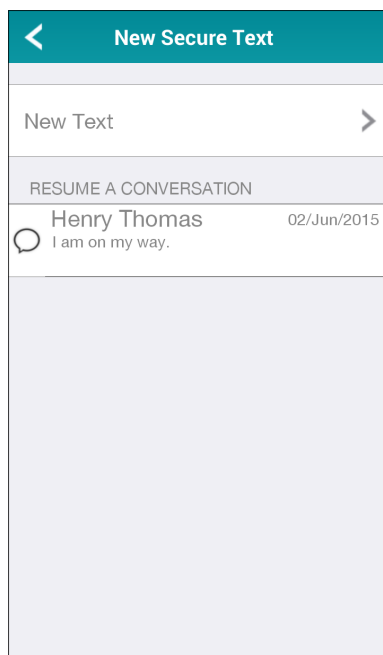 New Secure Text
New Text
RESUME A CONVERSATION
Henry Thomas 02/Jun/2015
I am on my way.